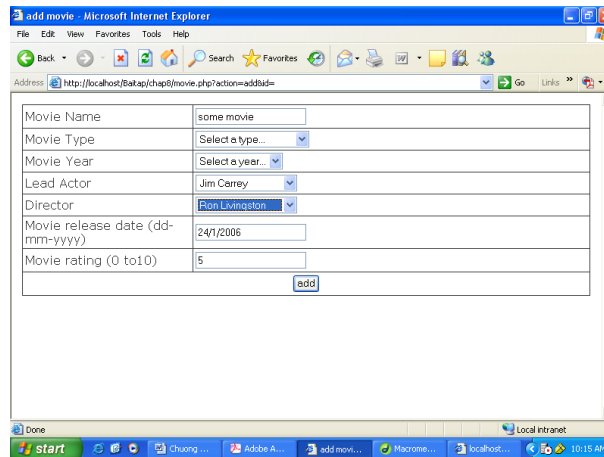 add movie - Microsoft Internet Explorer
File Edit View Favorites Tools Help
Back Search Favorites
Address http://localhost/Baitap/chap8/movie.php?action=add&id= Go Links »
Movie Name some movie
Movie Type Select a type...
Movie Year Select a year...
Lead Actor Jim Carrey
Director Ron Livingston
Movie release date (dd-
mm-yyyy) 24/1/2006
Movie rating (0 to10) 5
add
Done Local intranet
start Chuong ... Adobe A... add movi... Macrome... localhost... 10:15 AM